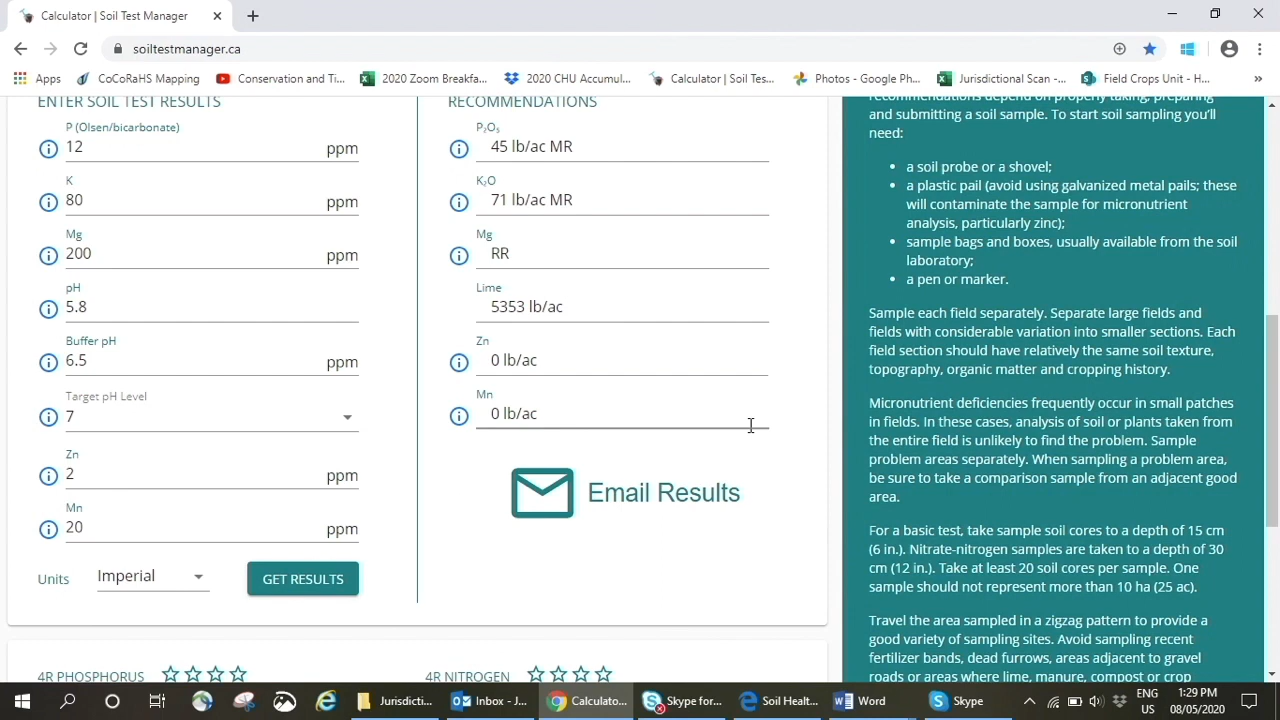 Calculator | Soil Test Manager
soiltestmanager.ca
Apps
CoCoRaHS Mapping
Conservation and Ti...
2020 Zoom Breakfa...
2020 CHU Accumul...
Calculator | Soil Tes...
Photos - Google Ph...
Jurisdictional Scan -...
Field Crops Unit - H...
»
ENTER SOIL TEST RESULTS
P (Olsen/bicarbonate)
12 ppm
K
80 ppm
Mg
200 ppm
pH
5.8
Buffer pH
6.5 ppm
Target pH Level
7
Zn
2 ppm
Mn
20 ppm
Units Imperial GET RESULTS
RECOMMENDATIONS
P₂O₅
45 lb/ac MR
K₂O
71 lb/ac MR
Mg
RR
Lime
5353 lb/ac
Zn
0 lb/ac
Mn
0 lb/ac
Email Results
4R PHOSPHORUS
4R NITROGEN
recommendations depend on properly taking, preparing
and submitting a soil sample. To start soil sampling you'll
need:
• a soil probe or a shovel;
• a plastic pail (avoid using galvanized metal pails; these
will contaminate the sample for micronutrient
analysis, particularly zinc);
• sample bags and boxes, usually available from the soil
laboratory;
• a pen or marker.
Sample each field separately. Separate large fields and
fields with considerable variation into smaller sections. Each
field section should have relatively the same soil texture,
topography, organic matter and cropping history.
Micronutrient deficiencies frequently occur in small patches
in fields. In these cases, analysis of soil or plants taken from
the entire field is unlikely to find the problem. Sample
problem areas separately. When sampling a problem area,
be sure to take a comparison sample from an adjacent good
area.
For a basic test, take sample soil cores to a depth of 15 cm
(6 in.). Nitrate-nitrogen samples are taken to a depth of 30
cm (12 in.). Take at least 20 soil cores per sample. One
sample should not represent more than 10 ha (25 ac).
Travel the area sampled in a zigzag pattern to provide a
good variety of sampling sites. Avoid sampling recent
fertilizer bands, dead furrows, areas adjacent to gravel
roads or areas where lime, manure, compost or crop
Jurisdicti...
Inbox - J...
Calculato...
Skype for...
Soil Healt...
Word
Skype
ENG
US
1:29 PM
08/05/2020